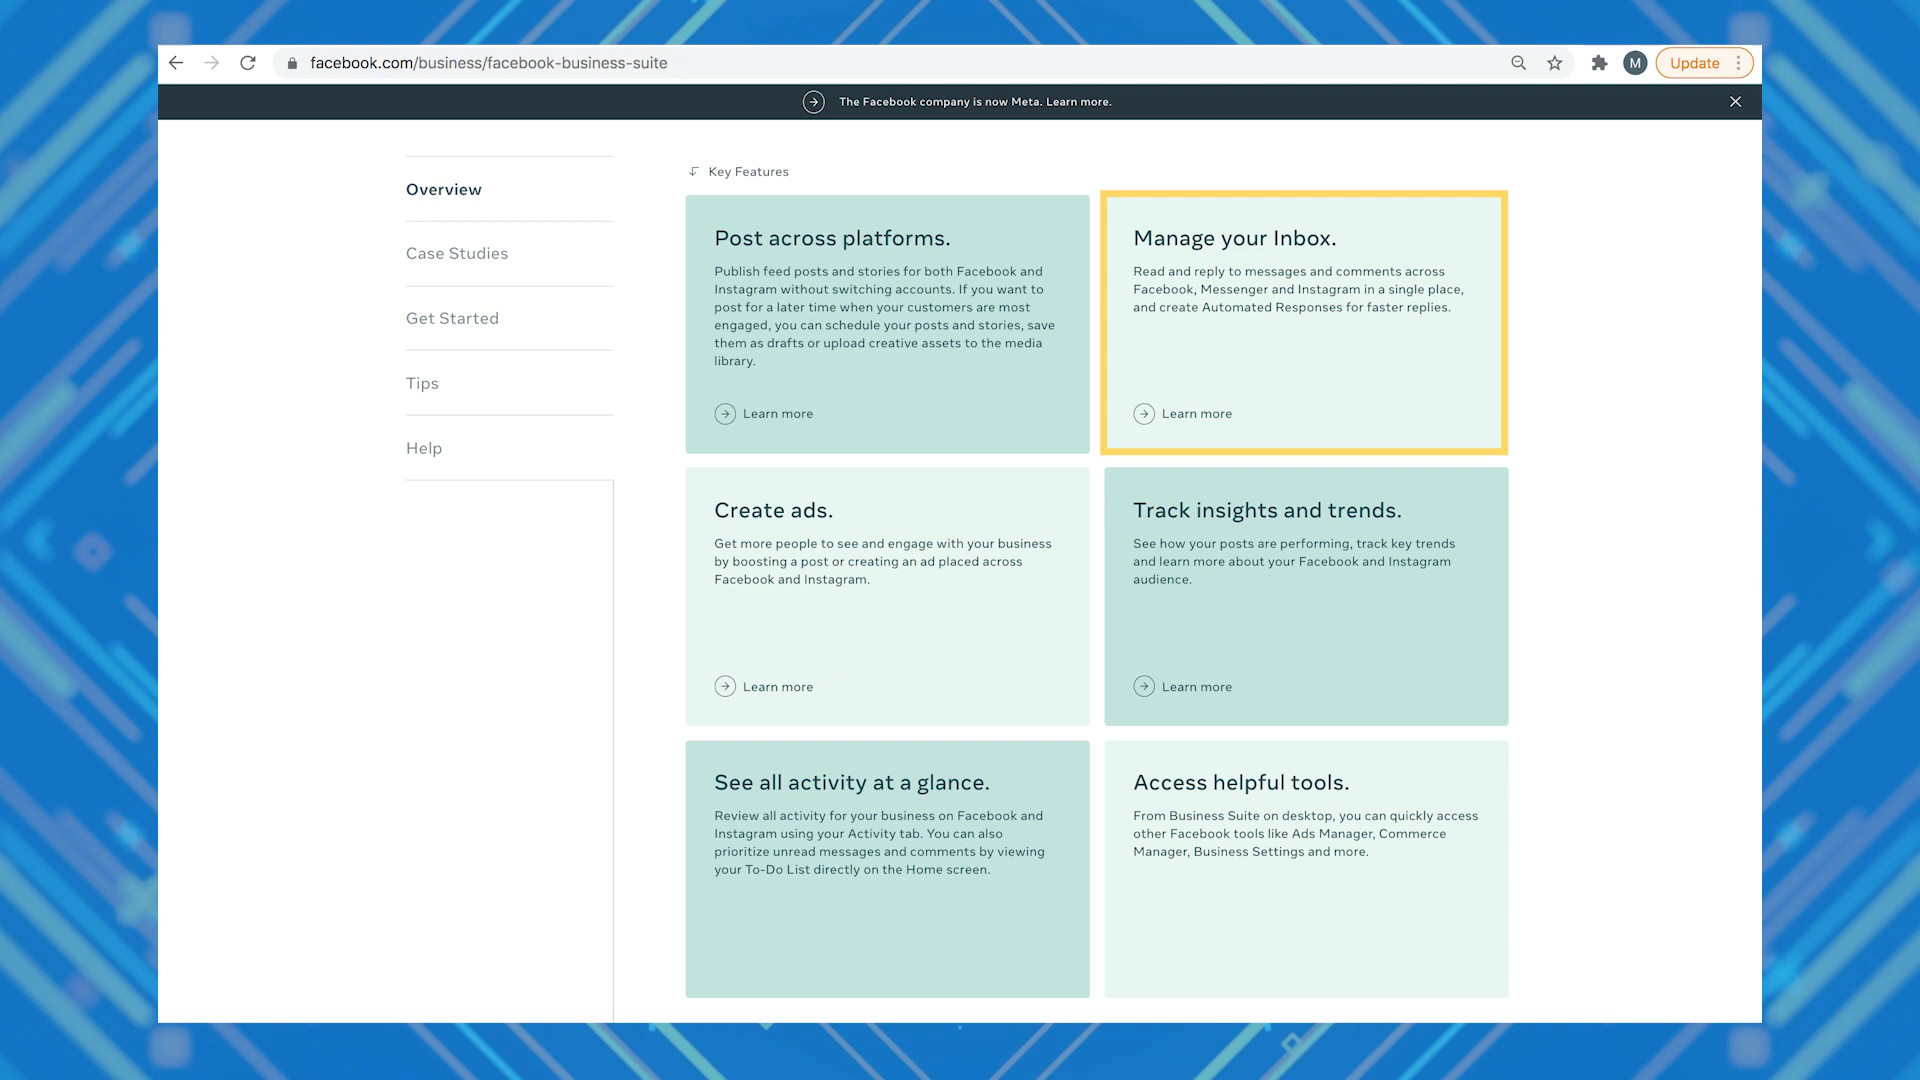 facebook.com/business/facebook-business-suite
M
Update
The Facebook company is now Meta. Learn more.
Overview
Case Studies
Get Started
Tips
Help
Key Features
Post across platforms.
Publish feed posts and stories for both Facebook and
Instagram without switching accounts. If you want to
post for a later time when your customers are most
engaged, you can schedule your posts and stories, save
them as drafts or upload creative assets to the media
library.
Learn more
Manage your Inbox.
Read and reply to messages and comments across
Facebook, Messenger and Instagram in a single place,
and create Automated Responses for faster replies.
Learn more
Create ads.
Get more people to see and engage with your business
by boosting a post or creating an ad placed across
Facebook and Instagram.
Learn more
Track insights and trends.
See how your posts are performing, track key trends
and learn more about your Facebook and Instagram
audience.
Learn more
See all activity at a glance.
Review all activity for your business on Facebook and
Instagram using your Activity tab. You can also
prioritize unread messages and comments by viewing
your To-Do List directly on the Home screen.
Access helpful tools.
From Business Suite on desktop, you can quickly access
other Facebook tools like Ads Manager, Commerce
Manager, Business Settings and more.